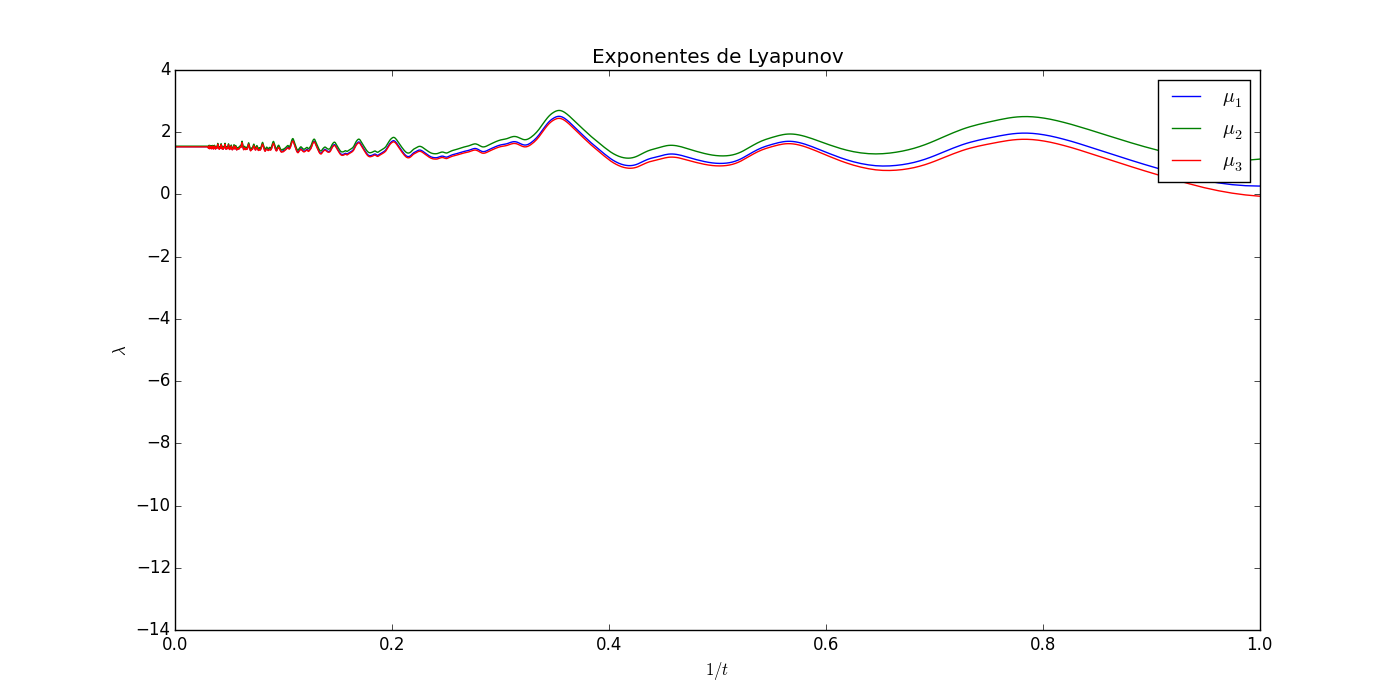 Exponentes de Lyapunov
4
2
0
−2
−4
−6
−8
−10
−12
−14
λ
0.0 0.2 0.4 0.6 0.8 1.0
1/t
μ₁
μ₂
μ₃